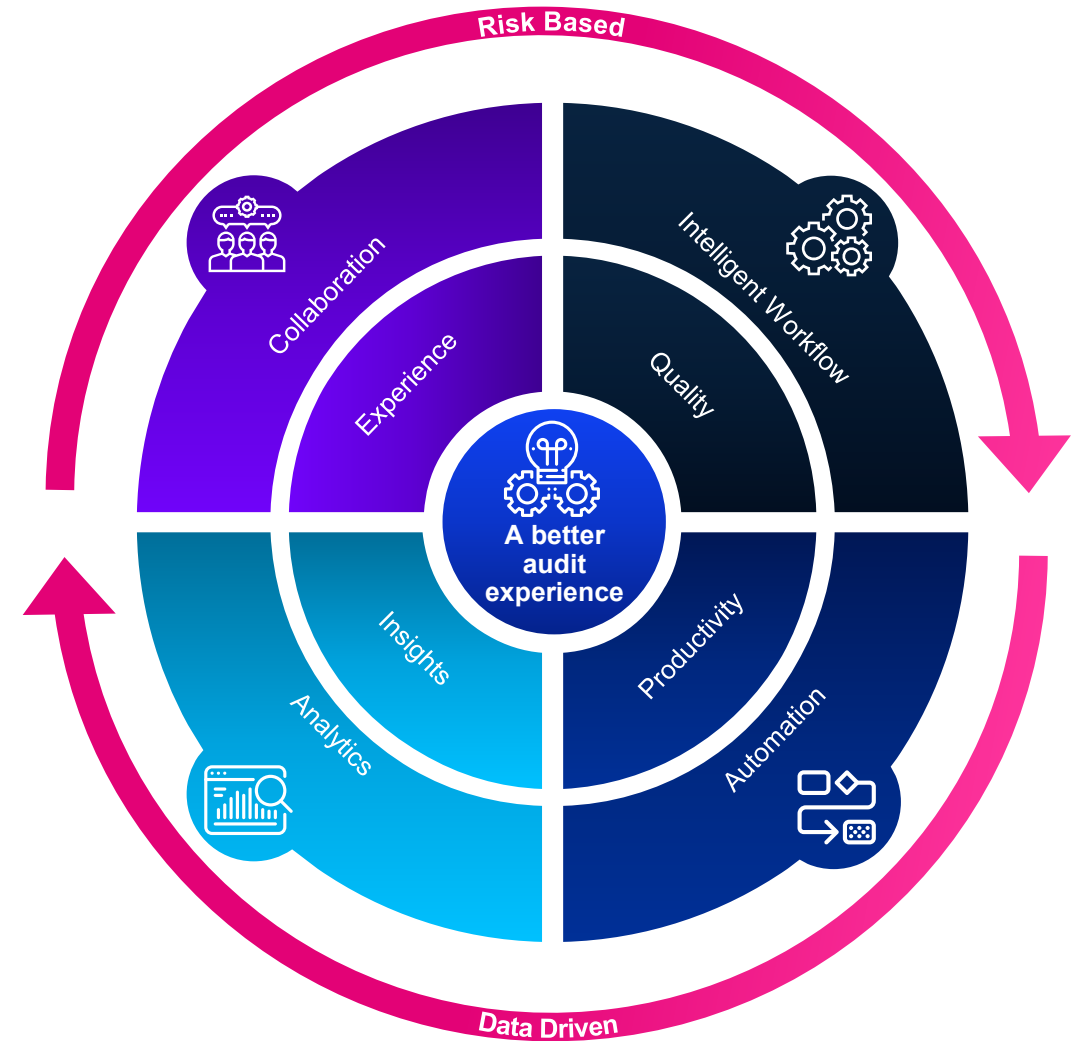 Risk Based
Collaboration
Intelligent Workflow
Experience
Quality
A better
audit
experience
Insights
Productivity
Analytics
Automation
Data Driven